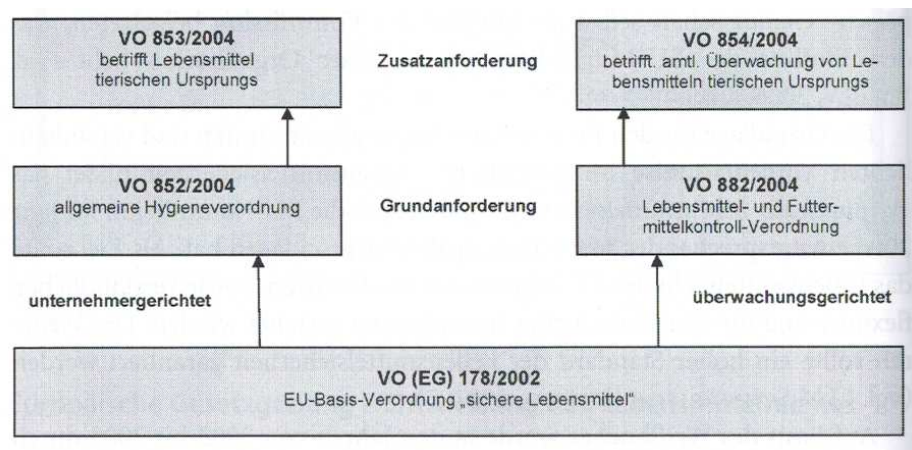 VO 853/2004
betrifft Lebensmittel
tierischen Ursprungs
Zusatzanforderung
VO 854/2004
betrifft. amtl. Überwachung von Le-
bensmitteln tierischen Ursprungs
VO 852/2004
allgemeine Hygieneverordnung
Grundanforderung
VO 882/2004
Lebensmittel- und Futter-
mittelkontroll-Verordnung
unternehmergerichtet
überwachungsgerichtet
VO (EG) 178/2002
EU-Basis-Verordnung „sichere Lebensmittel"